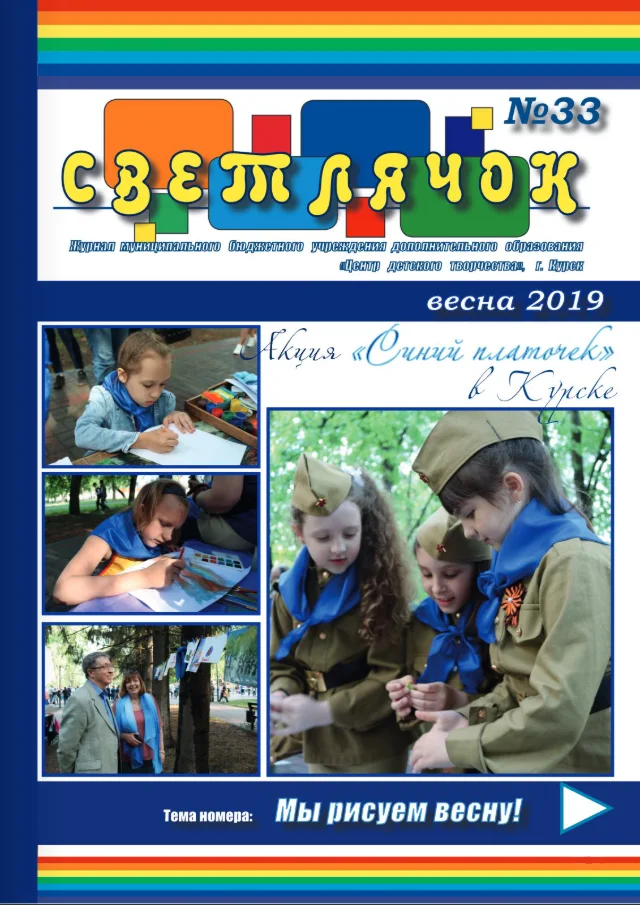 №33
СВЕТЛЯЧОК
Журнал муниципального бюджетного учреждения дополнительного образования
«Центр детского творчества», г. Курск
весна 2019
Акция «Синий платочек»
в Курске
Тема номера: Мы рисуем весну!